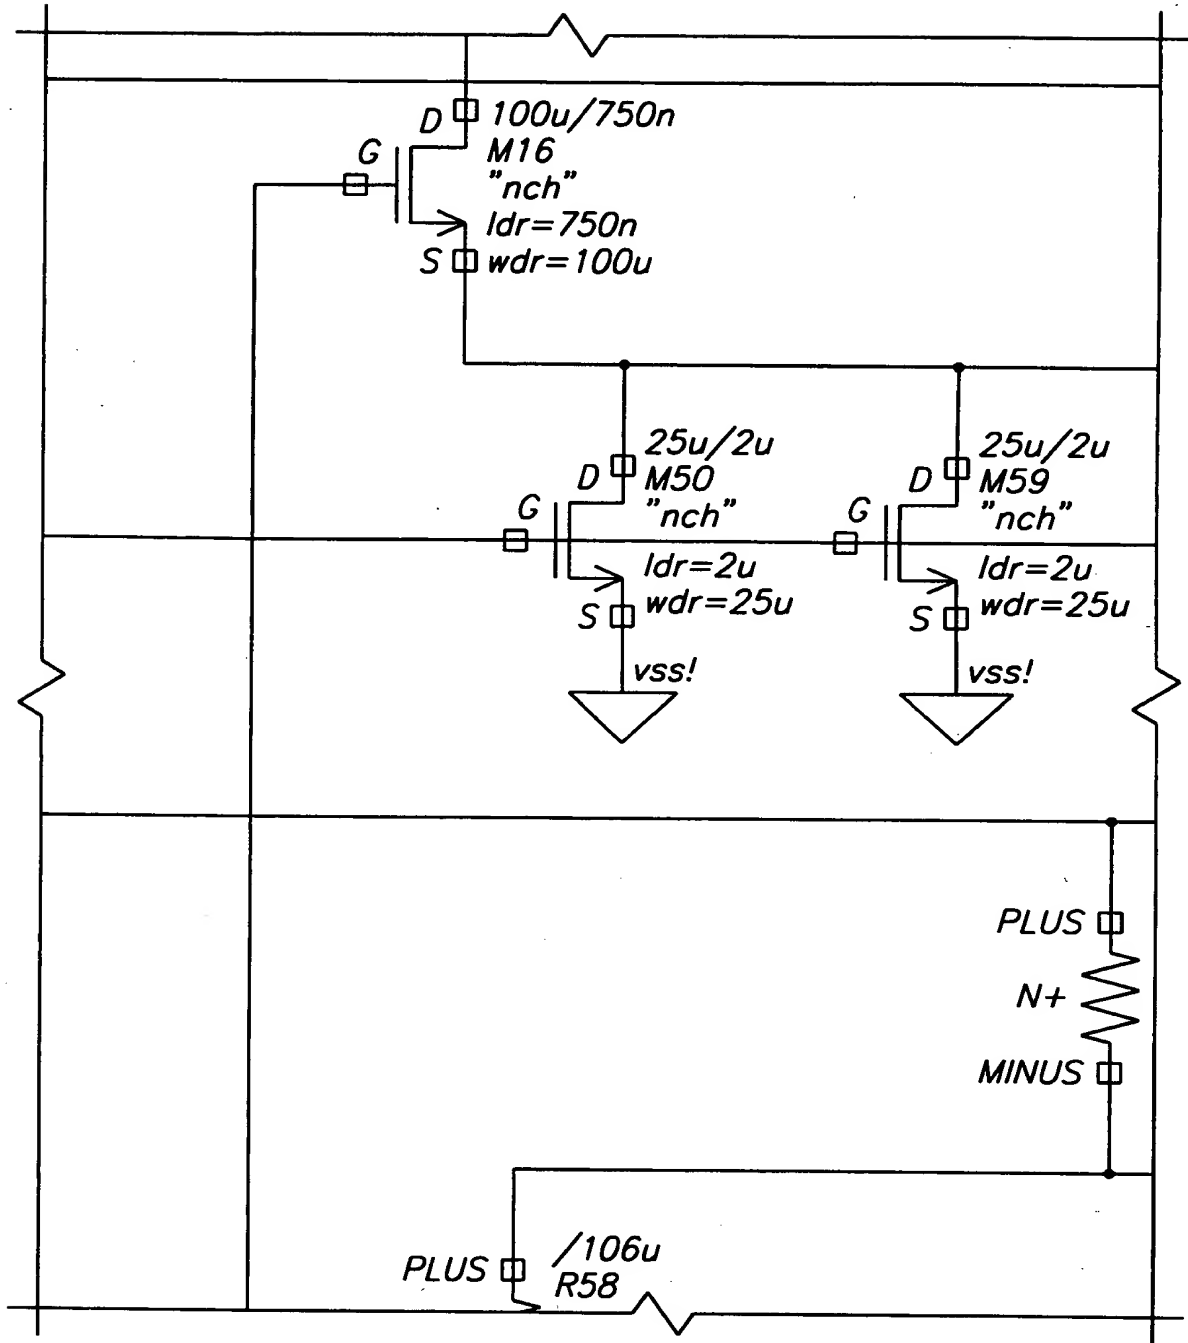 D 100u/750n
G M16
"nch"
ldr=750n
S wdr=100u
25u/2u
D M50
G "nch"
ldr=2u
S wdr=25u
vss!
25u/2u
D M59
G "nch"
ldr=2u
S wdr=25u
vss!
PLUS
N+
MINUS
/106u
PLUS R58